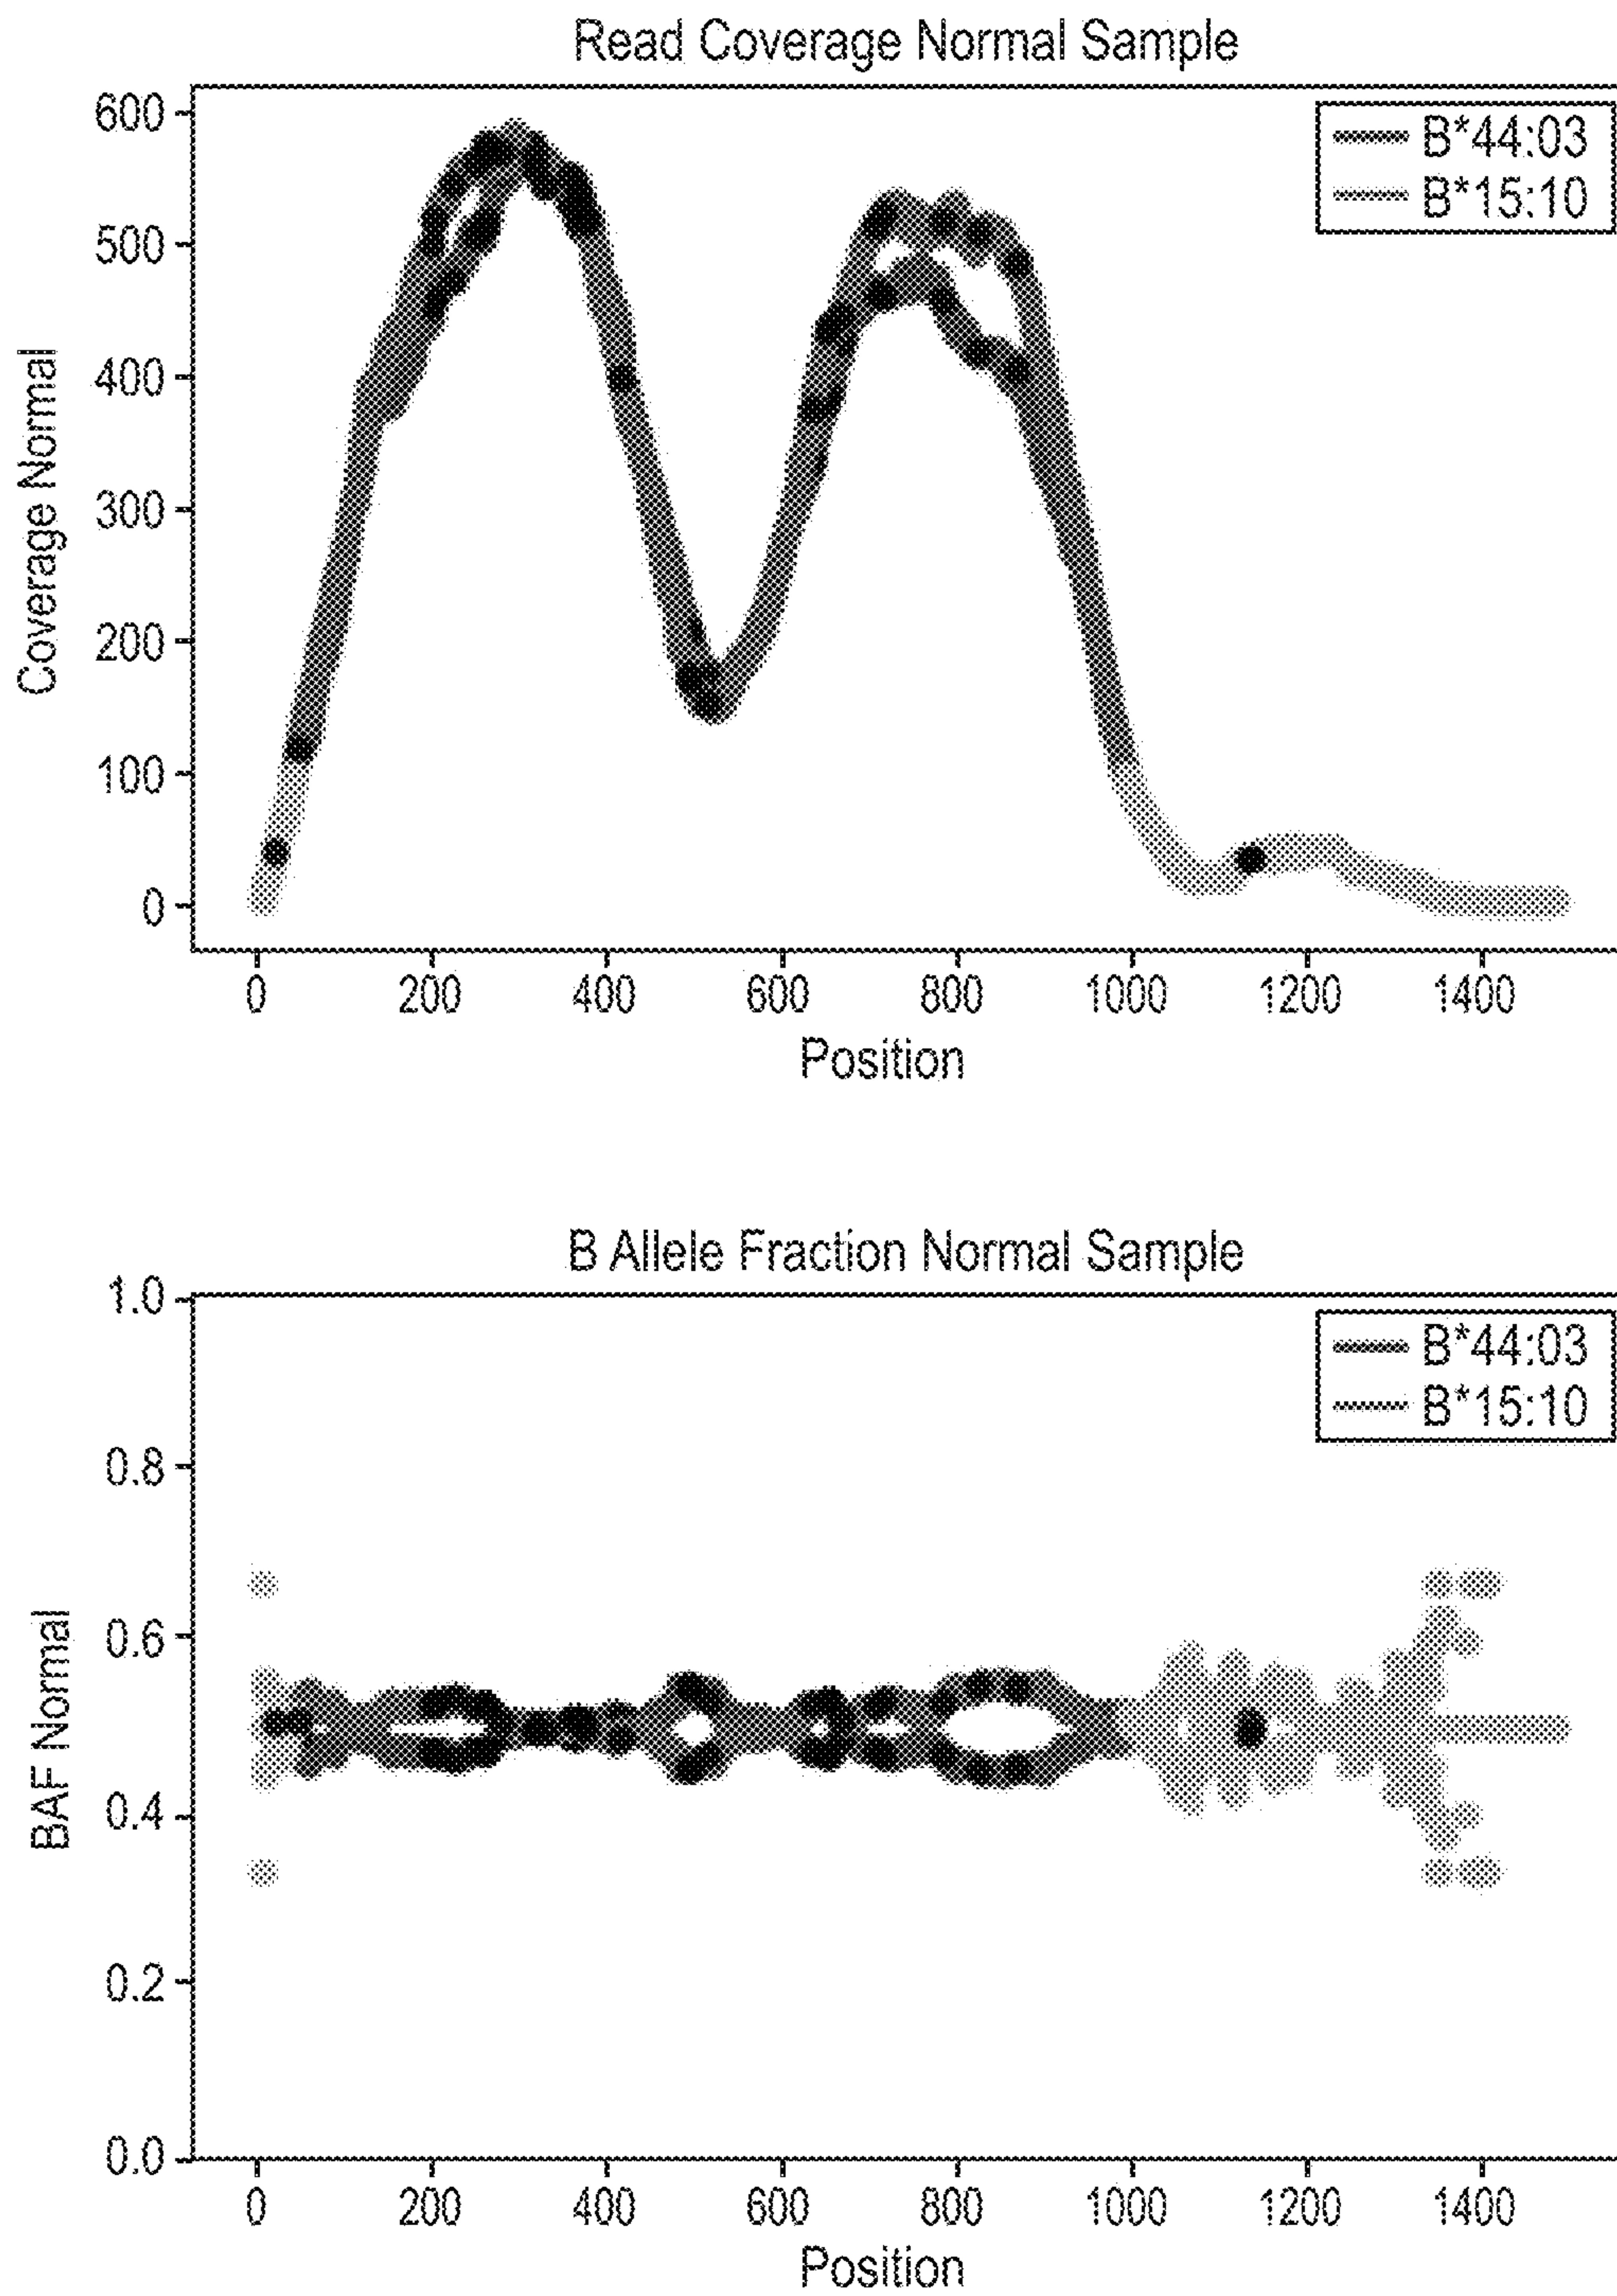 Read Coverage Normal Sample
B*44:03
B*15:10
Coverage Normal
600
500
400
300
200
100
0
0 200 400 600 800 1000 1200 1400
Position
B Allele Fraction Normal Sample
B*44:03
B*15:10
BAF Normal
1.0
0.8
0.6
0.4
0.2
0.0
0 200 400 600 800 1000 1200 1400
Position